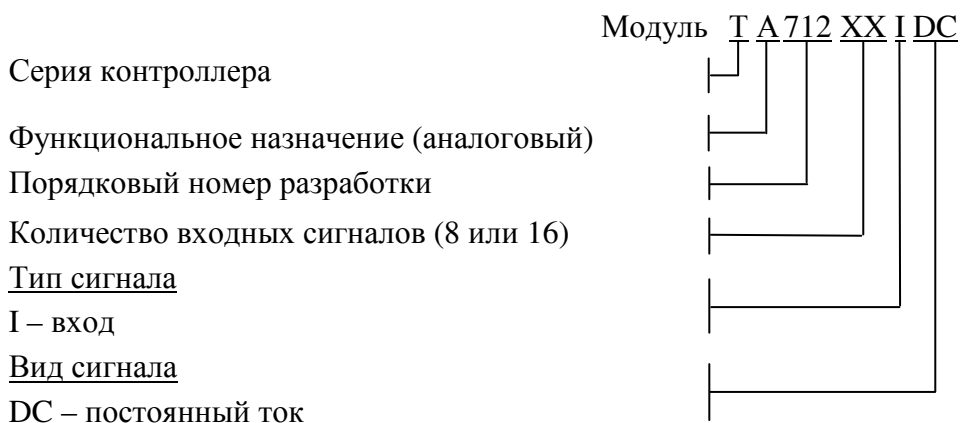 Модуль T A 712 XX I DC
Серия контроллера
Функциональное назначение (аналоговый)
Порядковый номер разработки
Количество входных сигналов (8 или 16)
Тип сигнала
I – вход
Вид сигнала
DC – постоянный ток